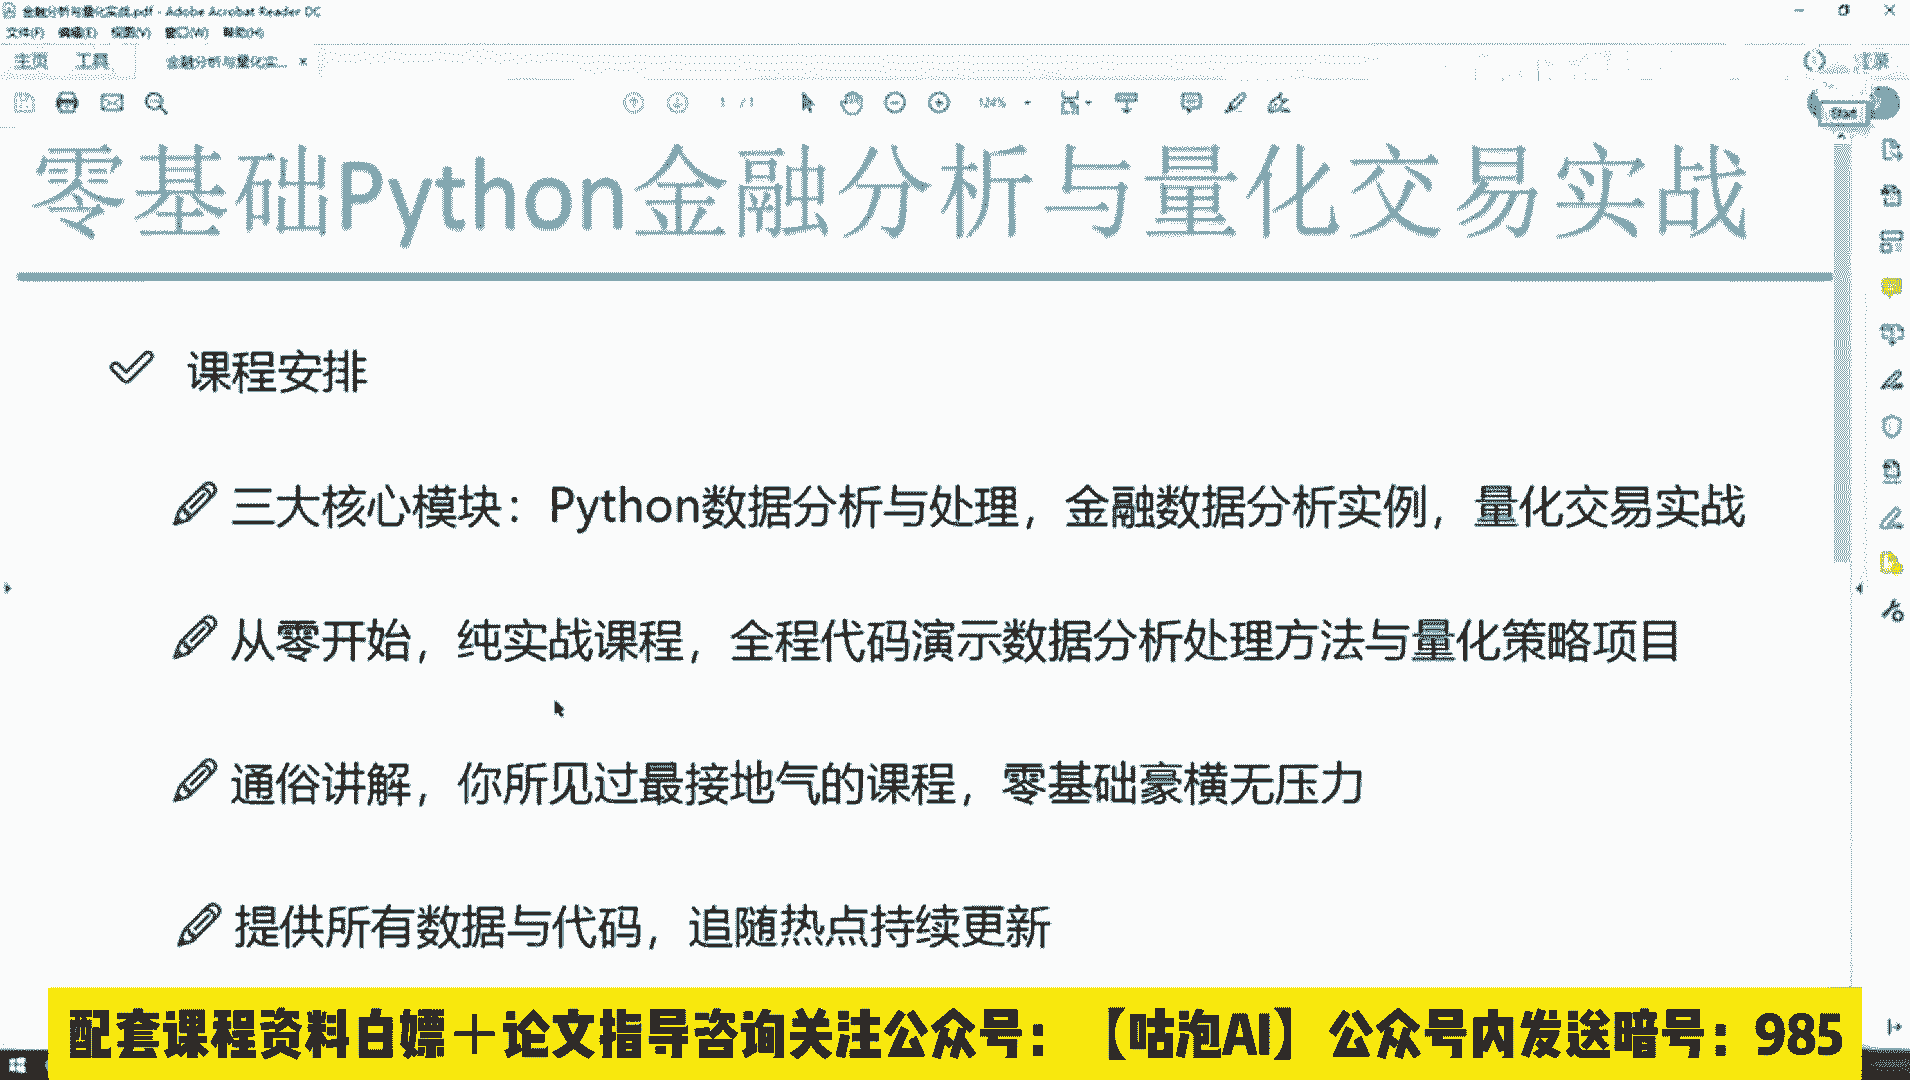 金融分析与量化实战.pdf - Adobe Acrobat Reader DC
文件(F) 编辑(E) 视图(V) 窗口(W) 帮助(H)
主页 工具 金融分析与量化实... ×
1 / 1 124%
零基础Python金融分析与量化交易实战
课程安排
三大核心模块：Python数据分析与处理，金融数据分析实例，量化交易实战
从零开始，纯实战课程，全程代码演示数据分析处理方法与量化策略项目
通俗讲解，你所见过最接地气的课程，零基础豪横无压力
提供所有数据与代码，追随热点持续更新
配套课程资料白嫖＋论文指导咨询关注公众号：【咕泡AI】公众号内发送暗号：985